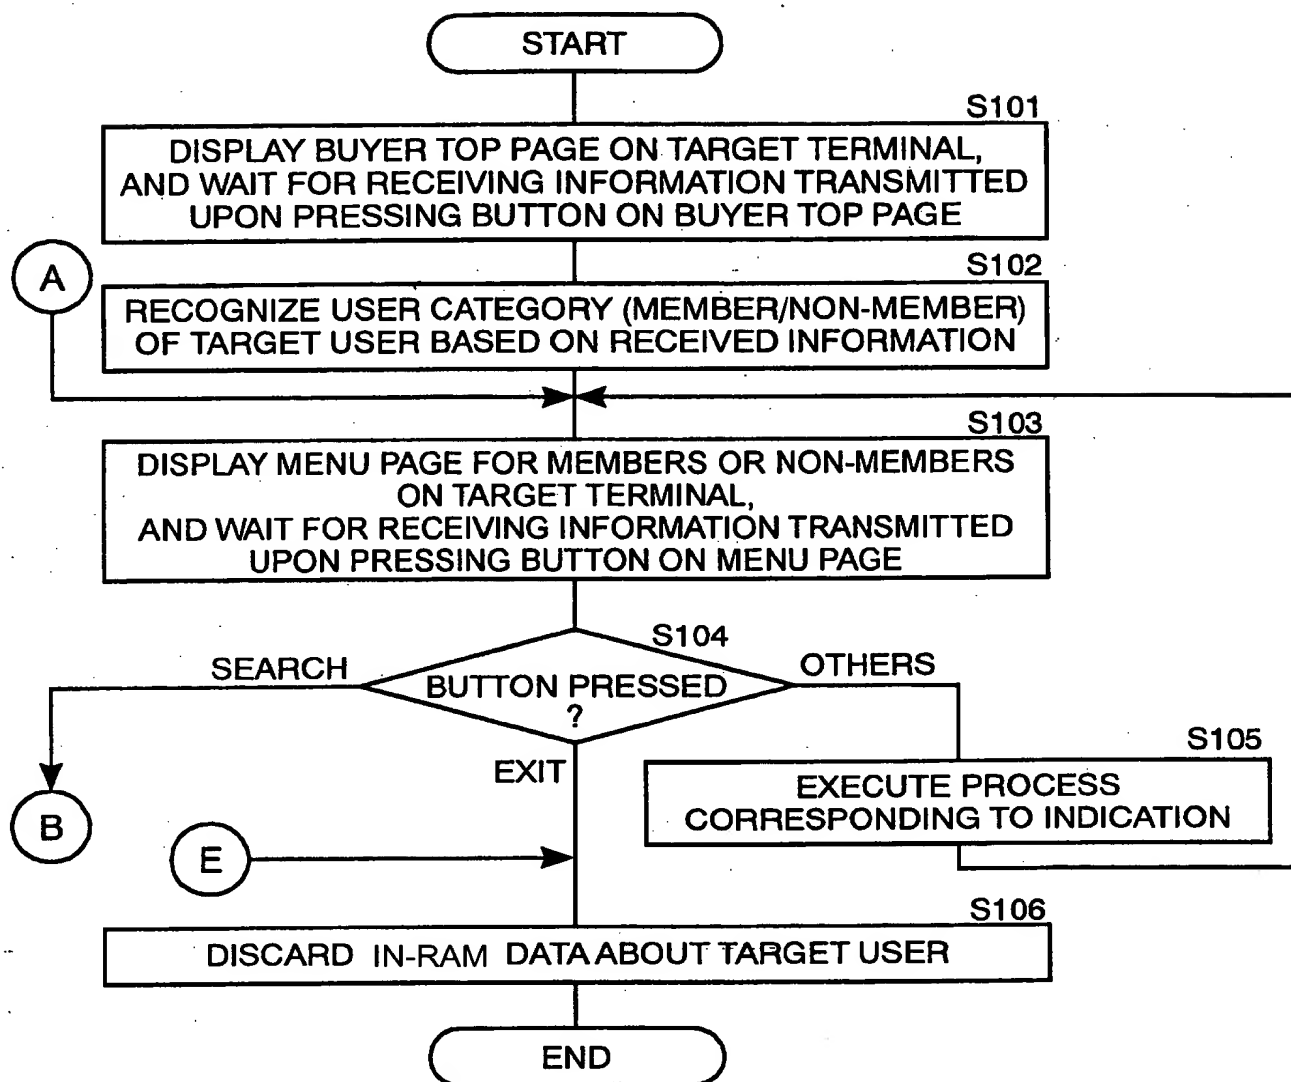 START
S101
DISPLAY BUYER TOP PAGE ON TARGET TERMINAL,
AND WAIT FOR RECEIVING INFORMATION TRANSMITTED
UPON PRESSING BUTTON ON BUYER TOP PAGE
A
S102
RECOGNIZE USER CATEGORY (MEMBER/NON-MEMBER)
OF TARGET USER BASED ON RECEIVED INFORMATION
S103
DISPLAY MENU PAGE FOR MEMBERS OR NON-MEMBERS
ON TARGET TERMINAL,
AND WAIT FOR RECEIVING INFORMATION TRANSMITTED
UPON PRESSING BUTTON ON MENU PAGE
S104
SEARCH
OTHERS
BUTTON PRESSED
?
S105
EXIT
EXECUTE PROCESS
CORRESPONDING TO INDICATION
B
E
S106
DISCARD IN-RAM DATA ABOUT TARGET USER
END